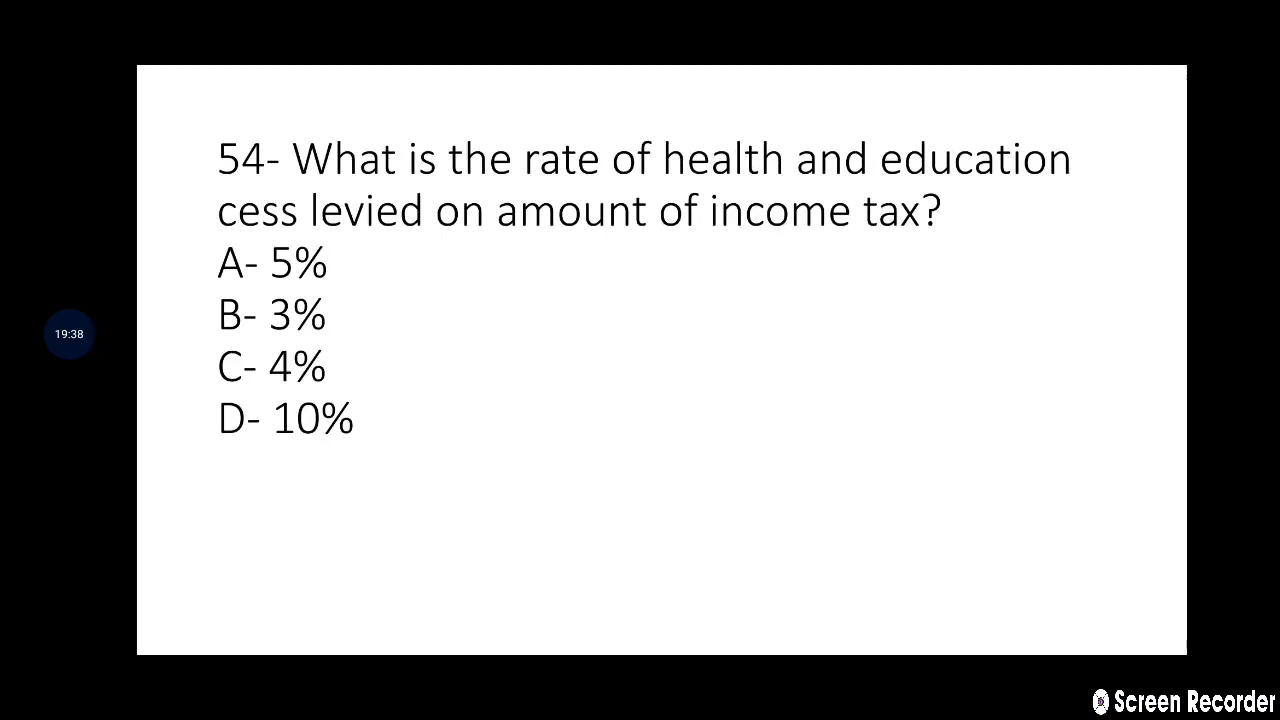 54- What is the rate of health and education
cess levied on amount of income tax?
A- 5%
B- 3%
C- 4%
D- 10%
19:38
Screen Recorder